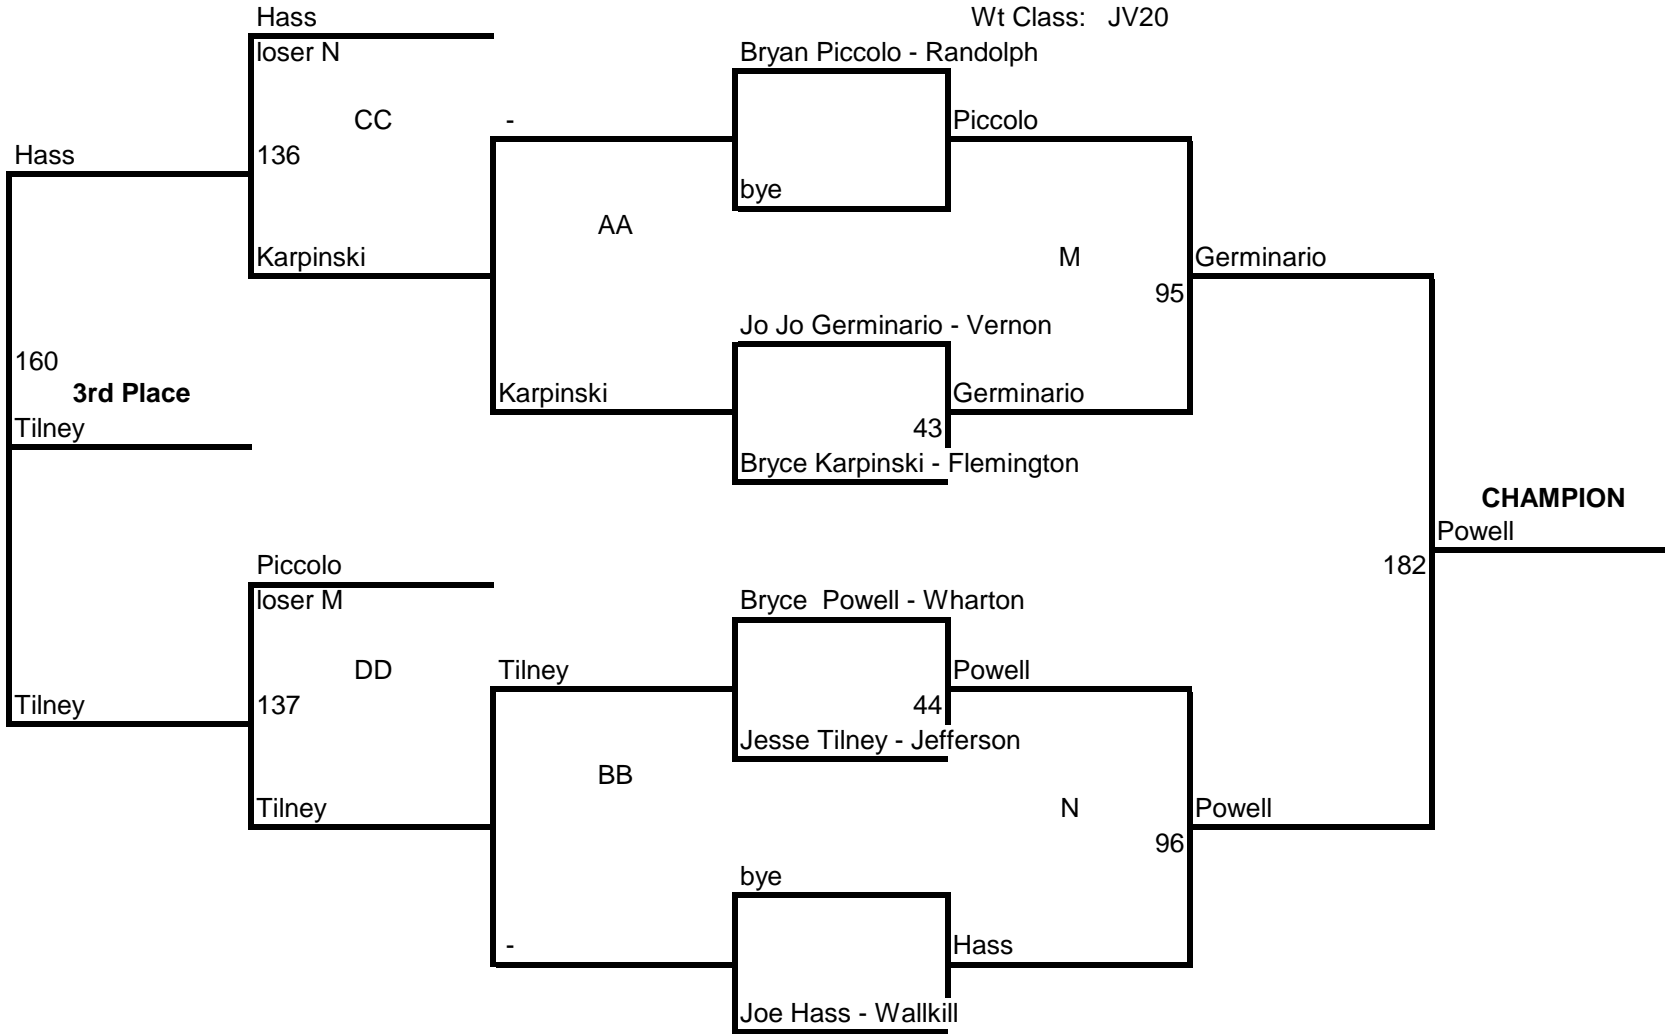 Hass
Wt Class: JV20
loser N
Bryan Piccolo - Randolph
CC
-
Piccolo
Hass
136
bye
AA
Karpinski
M
Germinario
95
Jo Jo Germinario - Vernon
160
3rd Place
Karpinski
Germinario
Tilney
43
Bryce Karpinski - Flemington
CHAMPION
Powell
Piccolo
182
loser M
Bryce  Powell - Wharton
DD
Tilney
Powell
Tilney
137
44
Jesse Tilney - Jefferson
BB
Tilney
N
Powell
96
bye
-
Hass
Joe Hass - Wallkill